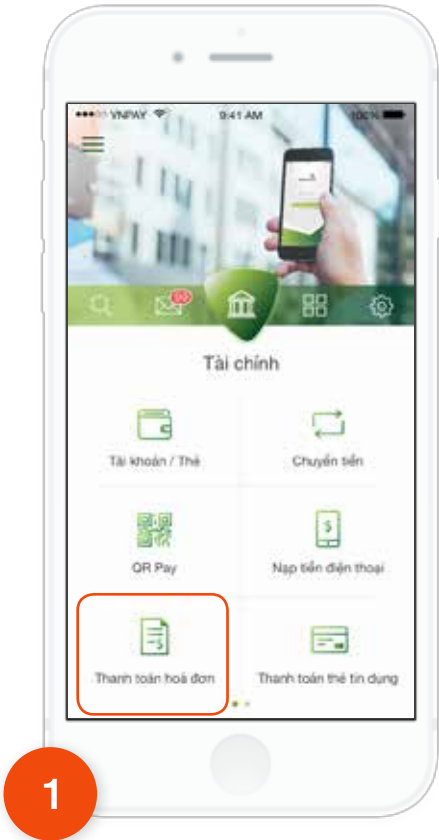 VNPAY 9:41 AM 100%
99
Tài chính
Tài khoản / Thẻ
Chuyển tiền
QR Pay
Nạp tiền điện thoại
Thanh toán hoá đơn
Thanh toán thẻ tín dụng
1